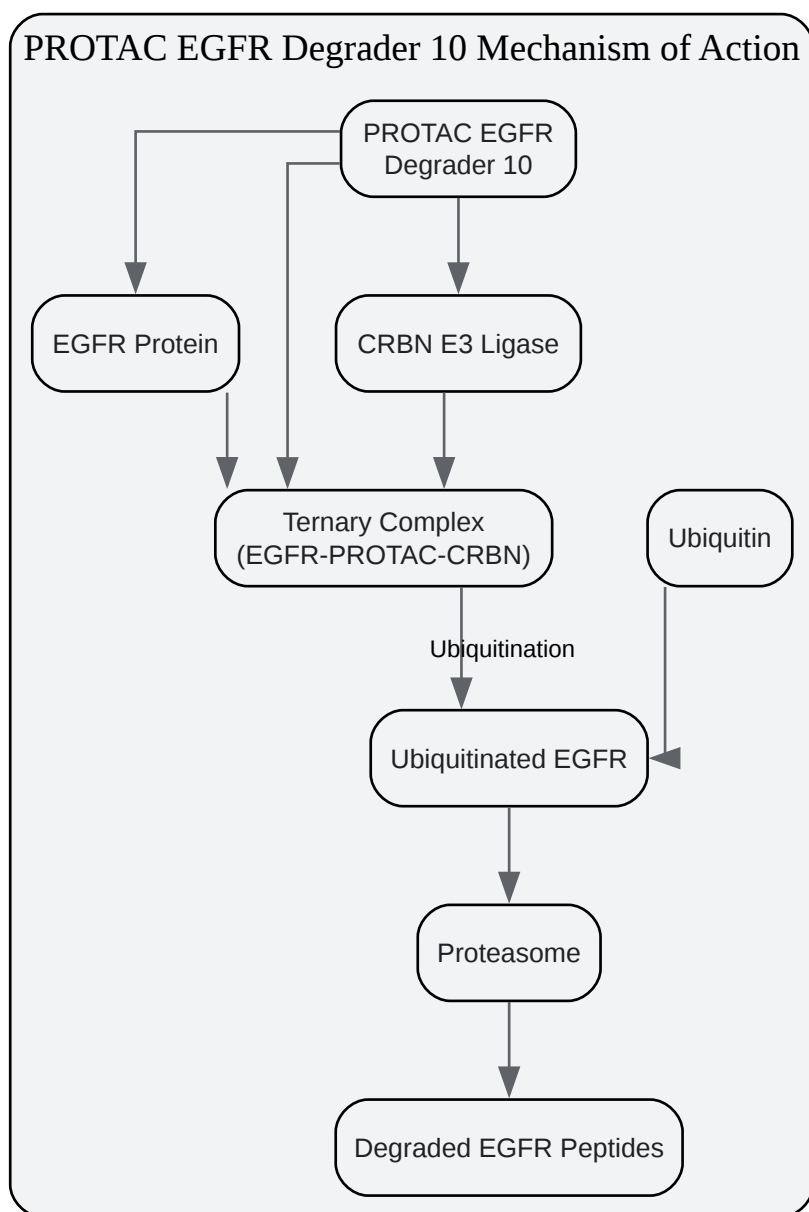 PROTAC EGFR Degrader 10 Mechanism of Action
PROTAC EGFR
Degrader 10
EGFR Protein
CRBN E3 Ligase
Ternary Complex
(EGFR-PROTAC-CRBN)
Ubiquitin
Ubiquitination
Ubiquitinated EGFR
Proteasome
Degraded EGFR Peptides